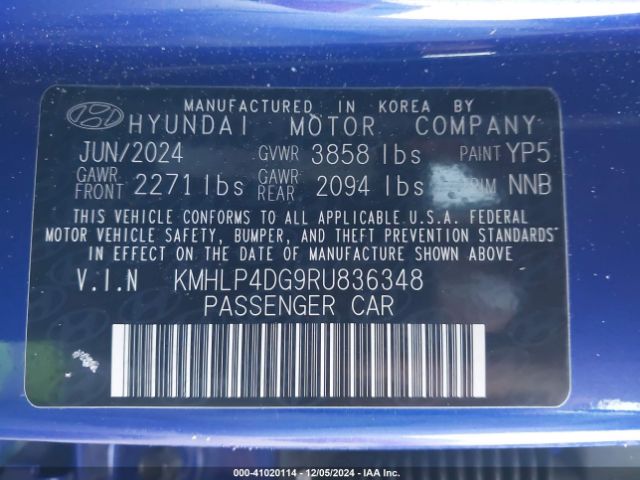 MANUFACTURED IN KOREA BY
HYUNDAI MOTOR COMPANY
JUN/2024 GVWR 3858 lbs PAINT YP5
GAWR FRONT 2271 lbs GAWR REAR 2094 lbs TRIM NNB
THIS VEHICLE CONFORMS TO ALL APPLICABLE U.S.A. FEDERAL
MOTOR VEHICLE SAFETY, BUMPER, AND THEFT PREVENTION STANDARDS
IN EFFECT ON THE DATE OF MANUFACTURE SHOWN ABOVE
V.I.N KMHLP4DG9RU836348
PASSENGER CAR
000-41020114 - 12/05/2024 - IAA Inc.